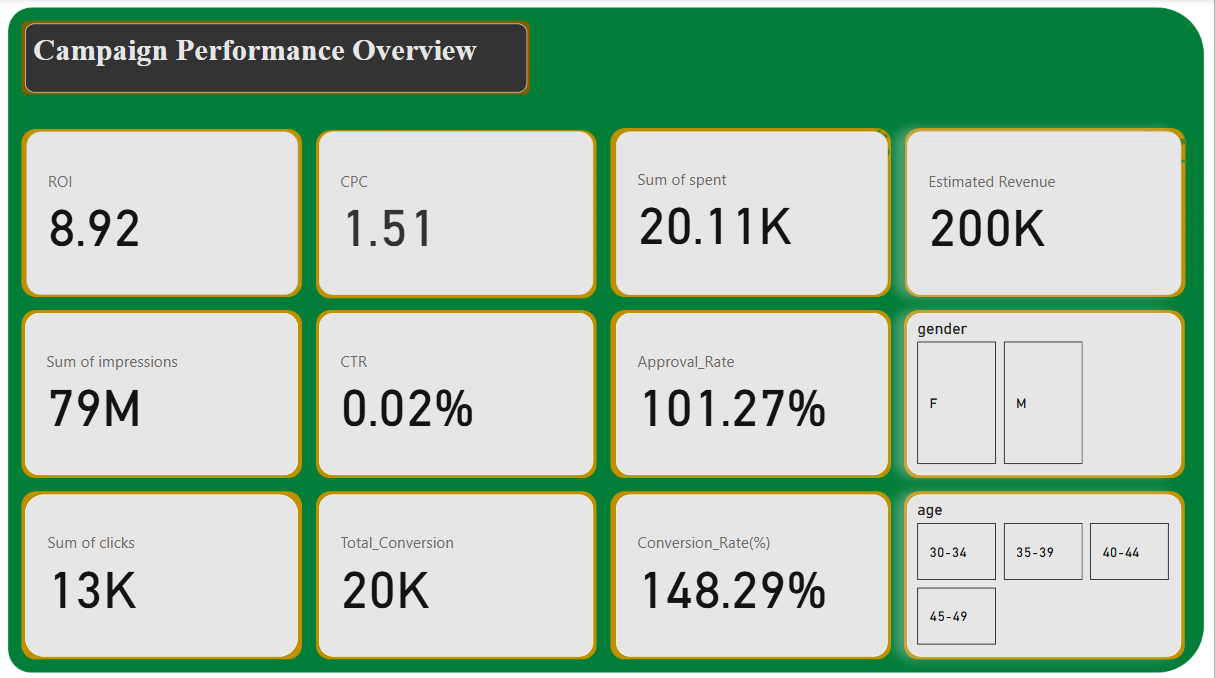 Campaign Performance Overview
ROI
8.92
CPC
1.51
Sum of spent
20.11K
Estimated Revenue
200K
Sum of impressions
79M
CTR
0.02%
Approval_Rate
101.27%
gender
F
M
Sum of clicks
13K
Total_Conversion
20K
Conversion_Rate(%)
148.29%
age
30-34
35-39
40-44
45-49